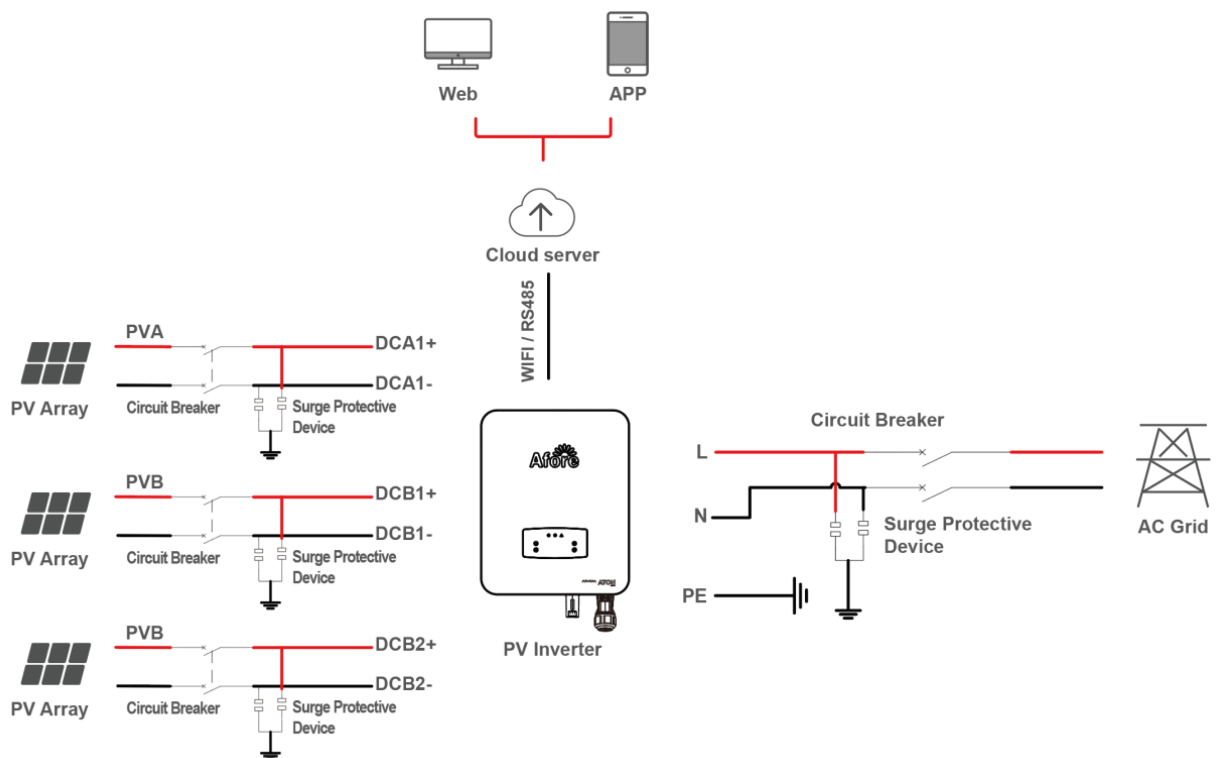 Web
APP
Cloud server
WIFI / RS485
PVA
DCA1+
DCA1-
PV Array
Circuit Breaker
Surge Protective
Device
PVB
DCB1+
DCB1-
PV Array
Circuit Breaker
Surge Protective
Device
PVB
DCB2+
DCB2-
PV Array
Circuit Breaker
Surge Protective
Device
Afore
PV Inverter
Circuit Breaker
L
N
Surge Protective
Device
PE
AC Grid